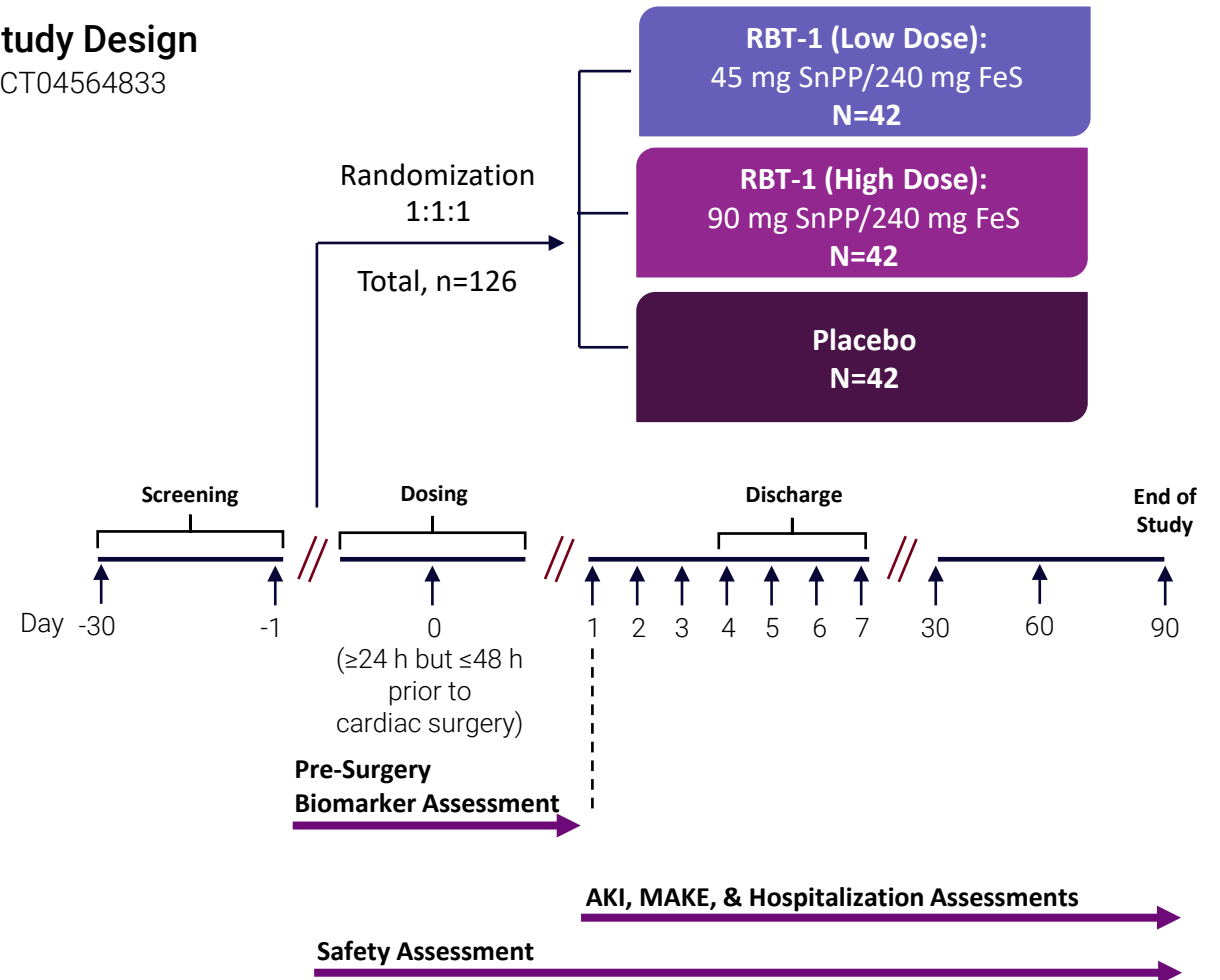 tudy Design
CT04564833
RBT-1 (Low Dose):
45 mg SnPP/240 mg FeS
N=42
Randomization
1:1:1
Total, n=126
RBT-1 (High Dose):
90 mg SnPP/240 mg FeS
N=42
Placebo
N=42
Screening
Dosing
Discharge
End of
Study
Day -30 -1 0 1 2 3 4 5 6 7 30 60 90
(≥24 h but ≤48 h
prior to
cardiac surgery)
Pre-Surgery
Biomarker Assessment
AKI, MAKE, & Hospitalization Assessments
Safety Assessment